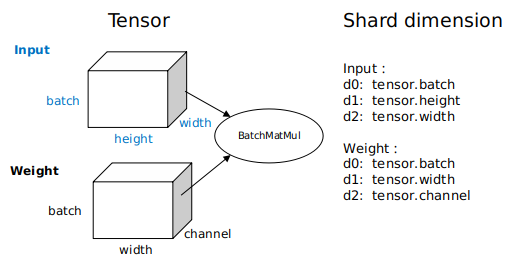 Tensor
Shard dimension
Input
batch
width
height
BatchMatMul
Weight
batch
channel
width
Input :
d0: tensor.batch
d1: tensor.height
d2: tensor.width
Weight :
d0: tensor.batch
d1: tensor.width
d2: tensor.channel